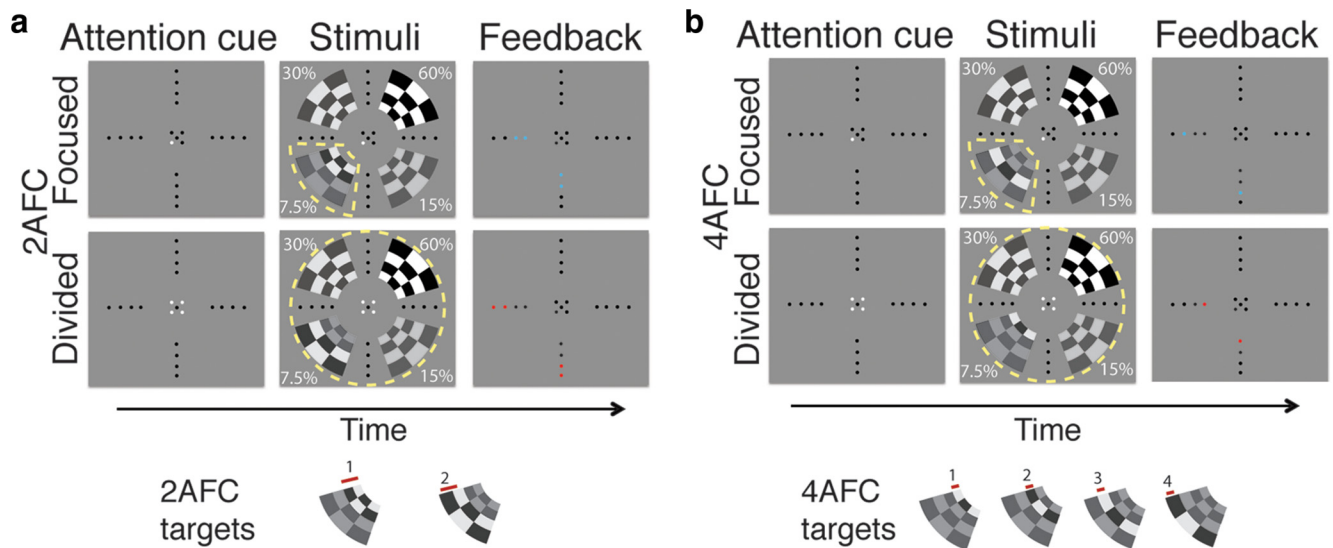 a
Attention cue Stimuli Feedback
2AFC
Focused
30% 60%
7.5% 15%
Divided
30% 60%
7.5% 15%
Time
2AFC
targets
1 2
b
Attention cue Stimuli Feedback
4AFC
Focused
30% 60%
7.5% 15%
Divided
30% 60%
7.5% 15%
Time
4AFC
targets
1 2 3 4